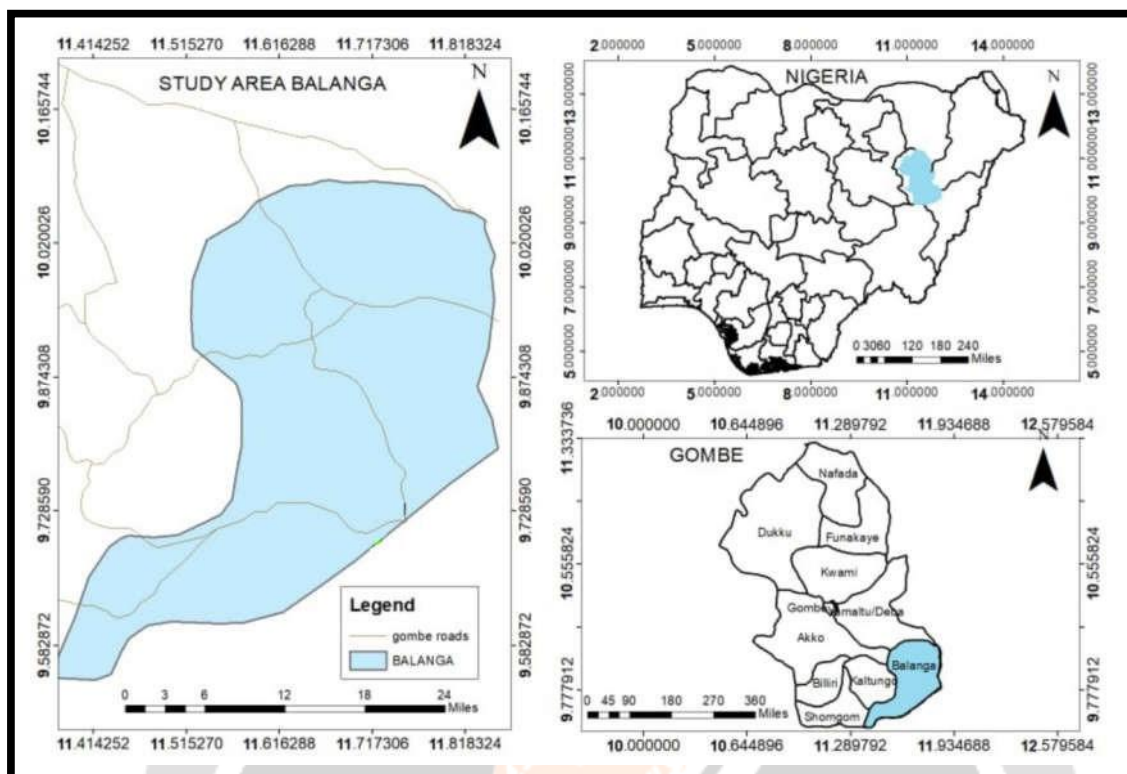 11.414252 11.515270 11.616288 11.717306 11.818324
STUDY AREA BALANGA
N
10.165744
10.020026
9.874308
9.728590
9.582872
10.165744
10.020026
9.874308
9.728590
9.582872
Legend
gombe roads
BALANGA
0 3 6 12 18 24
Miles
11.414252 11.515270 11.616288 11.717306 11.818324
2.000000 5.000000 8.000000 11.000000 14.000000
NIGERIA
N
13.000000
11.000000
9.000000
7.000000
5.000000
13.000000
11.000000
9.000000
7.000000
5.000000
0 3060 120 180 240
Miles
2.000000 5.000000 8.000000 11.000000 14.000000
10.000000 10.644896 11.289792 11.934688 12.579584
GOMBE
N
11.333736
10.555824
9.777912
10.555824
9.777912
Nafada
Dukku
Funakaye
Kwami
Gombe
Yamaltu/Deba
Akko
Balanga
Billiri
Kaltungo
Shomgom
0 45 90 180 270 360
Miles
10.000000 10.644896 11.289792 11.934688 12.579584